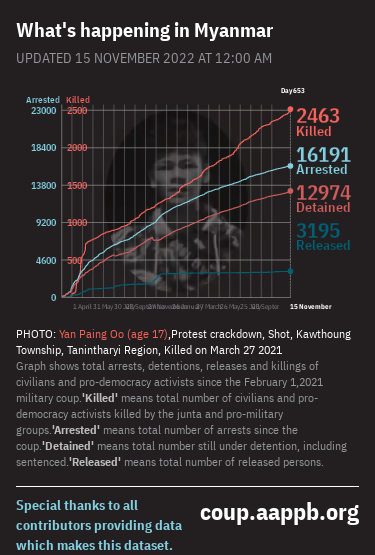 What's happening in Myanmar
UPDATED 15 NOVEMBER 2022 AT 12:00 AM
Day653
Arrested Killed
23000 2500
2463
Killed
18400 2000
16191
Arrested
13800 1500
12974
Detained
9200 1000
3195
Released
4600 500
0
1 April 31 May 30
15 November
PHOTO: Yan Paing Oo (age 17),Protest crackdown, Shot, Kawthoung
Township, Tanintharyi Region, Killed on March 27 2021
Graph shows total arrests, detentions, releases and killings of
civilians and pro-democracy activists since the February 1,2021
military coup.'Killed' means total number of civilians and pro-
democracy activists killed by the junta and pro-military
groups.'Arrested' means total number of arrests since the
coup.'Detained' means total number still under detention, including
sentenced.'Released' means total number of released persons.
Special thanks to all
contributors providing data
which makes this dataset.
coup.aappb.org